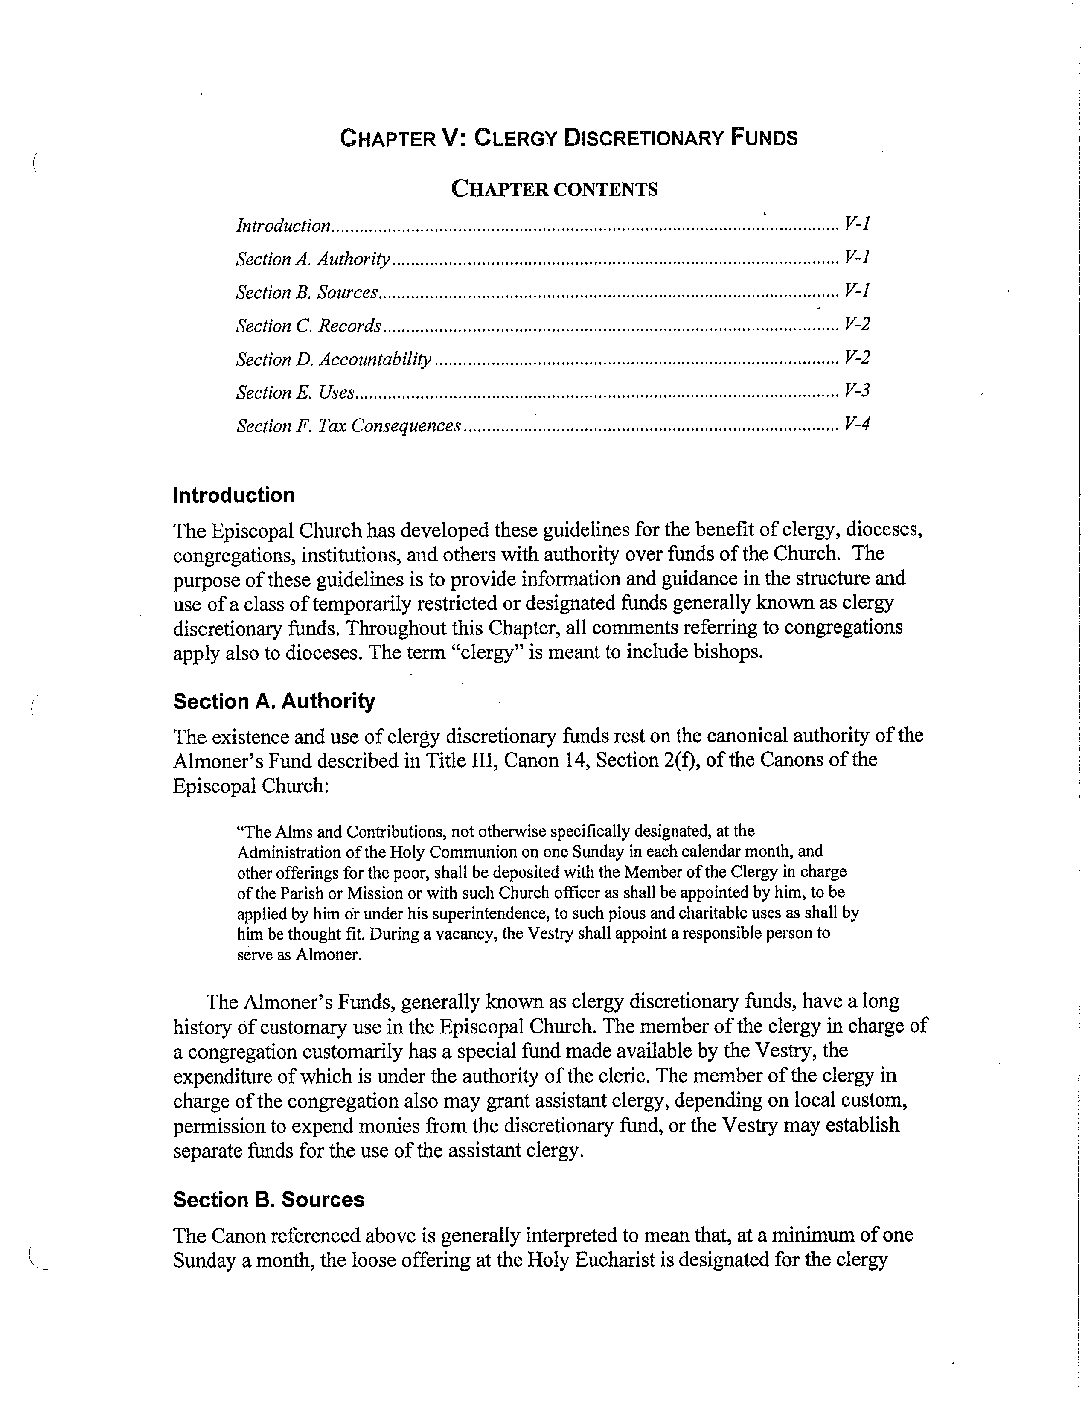 CHAPTER V: CLERGY DISCRETIONARY FUNDS
CHAPTER CONTENTS
Introduction.......... V-1
Section A. Authority.......... V-1
Section B. Sources.......... V-1
Section C. Records.......... V-2
Section D. Accountability.......... V-2
Section E. Uses.......... V-3
Section F. Tax Consequences.......... V-4
Introduction
The Episcopal Church has developed these guidelines for the benefit of clergy, dioceses,
congregations, institutions, and others with authority over funds of the Church. The
purpose of these guidelines is to provide information and guidance in the structure and
use of a class of temporarily restricted or designated funds generally known as clergy
discretionary funds. Throughout this Chapter, all comments referring to congregations
apply also to dioceses. The term “clergy” is meant to include bishops.
Section A. Authority
The existence and use of clergy discretionary funds rest on the canonical authority of the
Almoner’s Fund described in Title III, Canon 14, Section 2(f), of the Canons of the
Episcopal Church:
“The Alms and Contributions, not otherwise specifically designated, at the
Administration of the Holy Communion on one Sunday in each calendar month, and
other offerings for the poor, shall be deposited with the Member of the Clergy in charge
of the Parish or Mission or with such Church officer as shall be appointed by him, to be
applied by him or under his superintendence, to such pious and charitable uses as shall by
him be thought fit. During a vacancy, the Vestry shall appoint a responsible person to
serve as Almoner.
The Almoner’s Funds, generally known as clergy discretionary funds, have a long
history of customary use in the Episcopal Church. The member of the clergy in charge of
a congregation customarily has a special fund made available by the Vestry, the
expenditure of which is under the authority of the cleric. The member of the clergy in
charge of the congregation also may grant assistant clergy, depending on local custom,
permission to expend monies from the discretionary fund, or the Vestry may establish
separate funds for the use of the assistant clergy.
Section B. Sources
The Canon referenced above is generally interpreted to mean that, at a minimum of one
Sunday a month, the loose offering at the Holy Eucharist is designated for the clergy